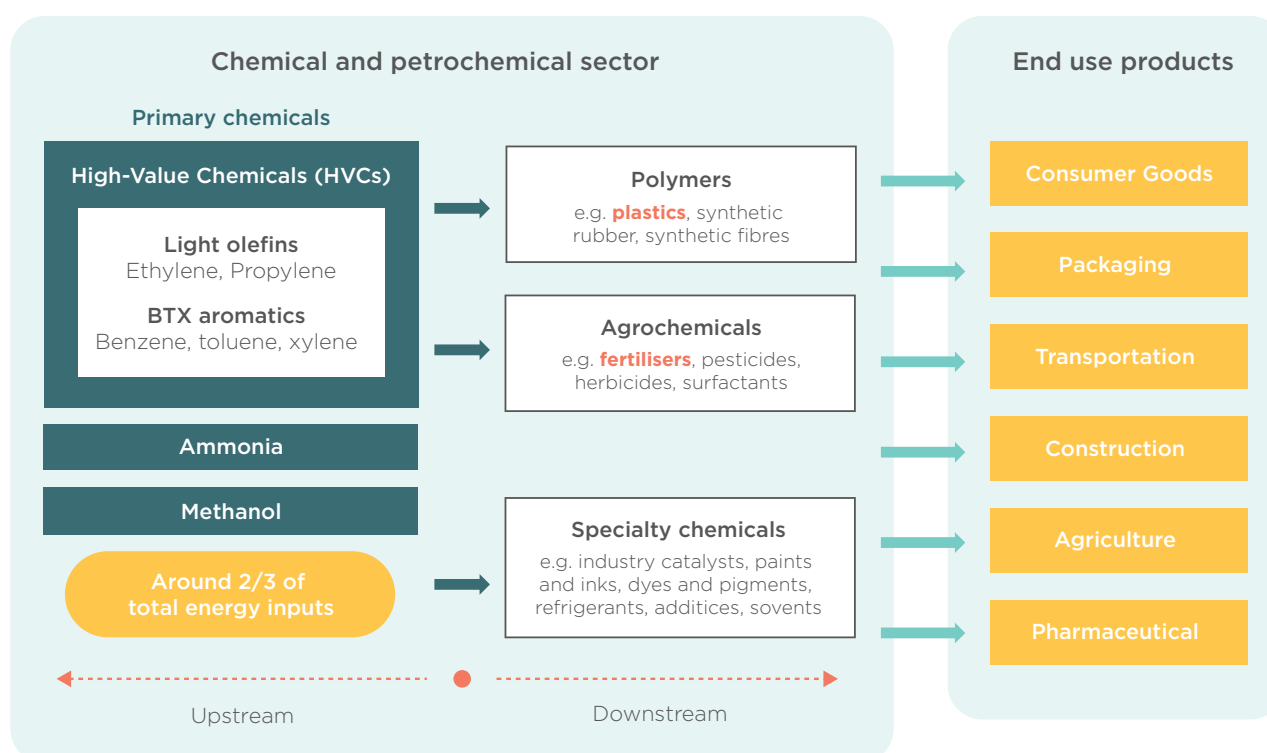 Chemical and petrochemical sector
Primary chemicals
High-Value Chemicals (HVCs)
Light olefins
Ethylene, Propylene
BTX aromatics
Benzene, toluene, xylene
Ammonia
Methanol
Around 2/3 of
total energy inputs
Polymers
e.g. plastics, synthetic
rubber, synthetic fibres
Agrochemicals
e.g. fertilisers, pesticides,
herbicides, surfactants
Specialty chemicals
e.g. industry catalysts, paints
and inks, dyes and pigments,
refrigerants, additices, sovents
Upstream
Downstream
End use products
Consumer Goods
Packaging
Transportation
Construction
Agriculture
Pharmaceutical